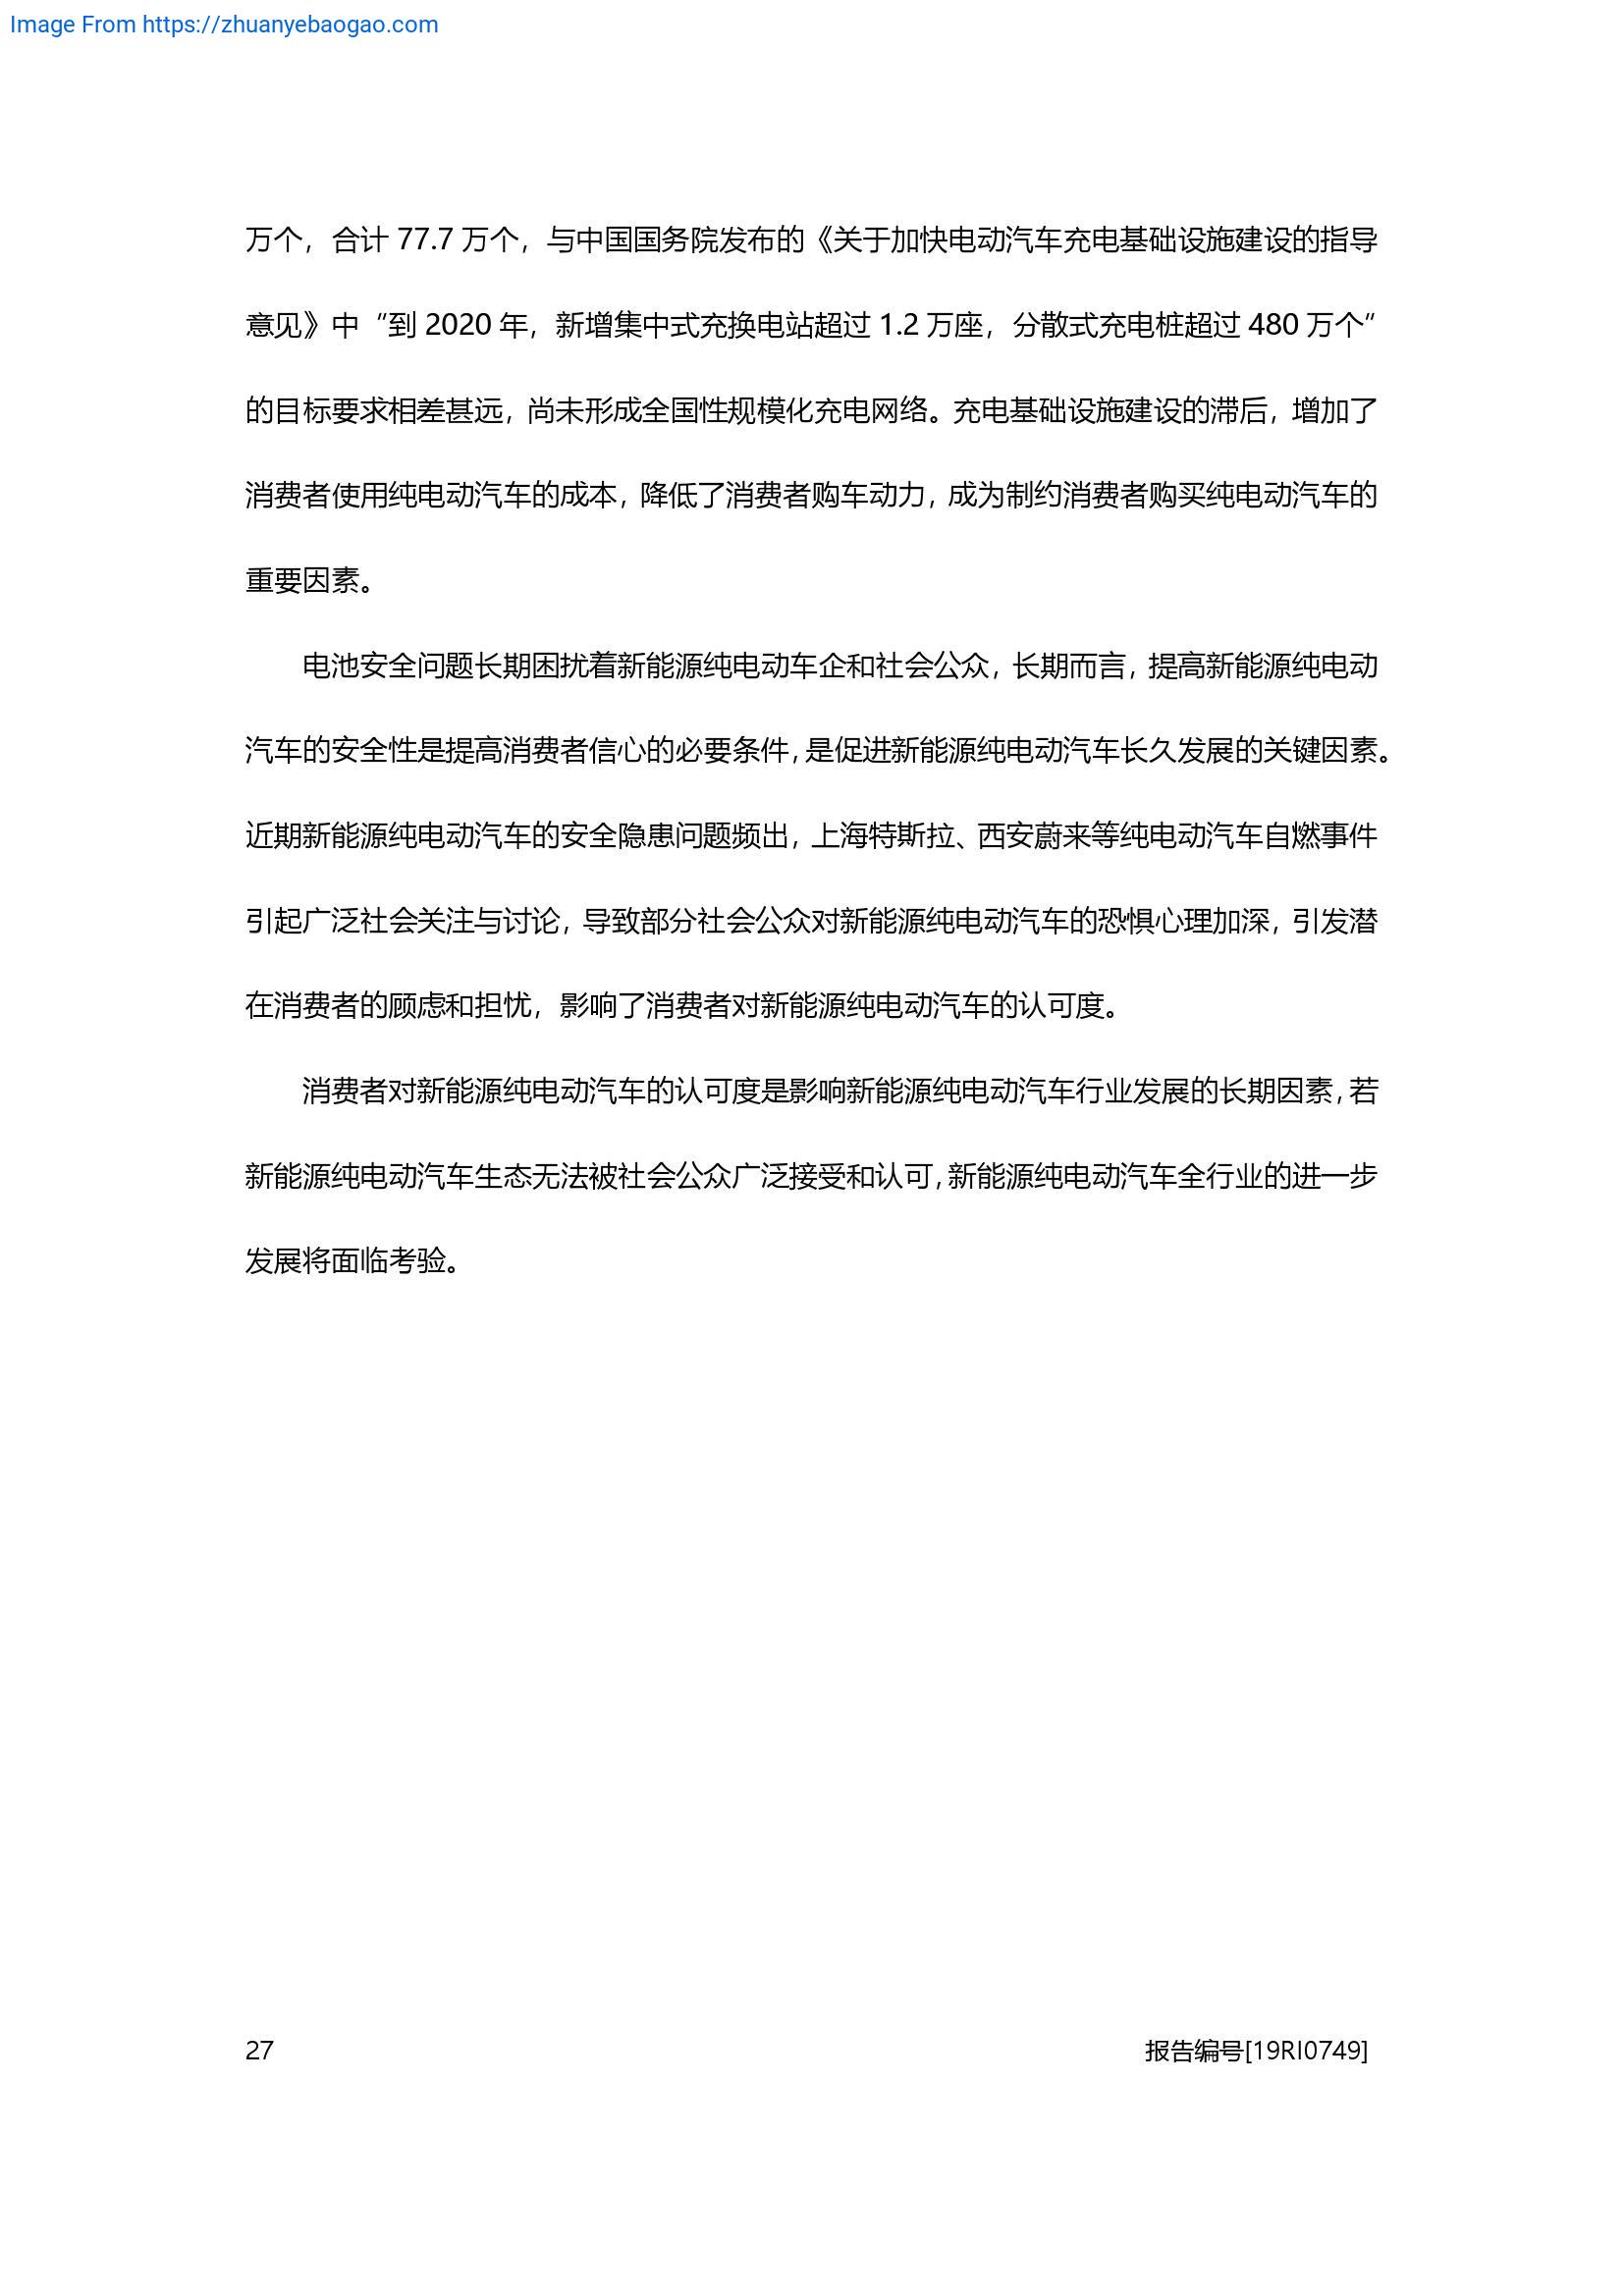 Image From https://zhuanyebaogao.com
万个，合计 77.7 万个，与中国国务院发布的《关于加快电动汽车充电基础设施建设的指导
意见》中“到 2020 年，新增集中式充换电站超过 1.2 万座，分散式充电桩超过 480 万个”
的目标要求相差甚远，尚未形成全国性规模化充电网络。充电基础设施建设的滞后，增加了
消费者使用纯电动汽车的成本，降低了消费者购车动力，成为制约消费者购买纯电动汽车的
重要因素。
电池安全问题长期困扰着新能源纯电动车企和社会公众，长期而言，提高新能源纯电动
汽车的安全性是提高消费者信心的必要条件，是促进新能源纯电动汽车长久发展的关键因素。
近期新能源纯电动汽车的安全隐患问题频出，上海特斯拉、西安蔚来等纯电动汽车自燃事件
引起广泛社会关注与讨论，导致部分社会公众对新能源纯电动汽车的恐惧心理加深，引发潜
在消费者的顾虑和担忧，影响了消费者对新能源纯电动汽车的认可度。
消费者对新能源纯电动汽车的认可度是影响新能源纯电动汽车行业发展的长期因素，若
新能源纯电动汽车生态无法被社会公众广泛接受和认可，新能源纯电动汽车全行业的进一步
发展将面临考验。
27 报告编号[19RI0749]